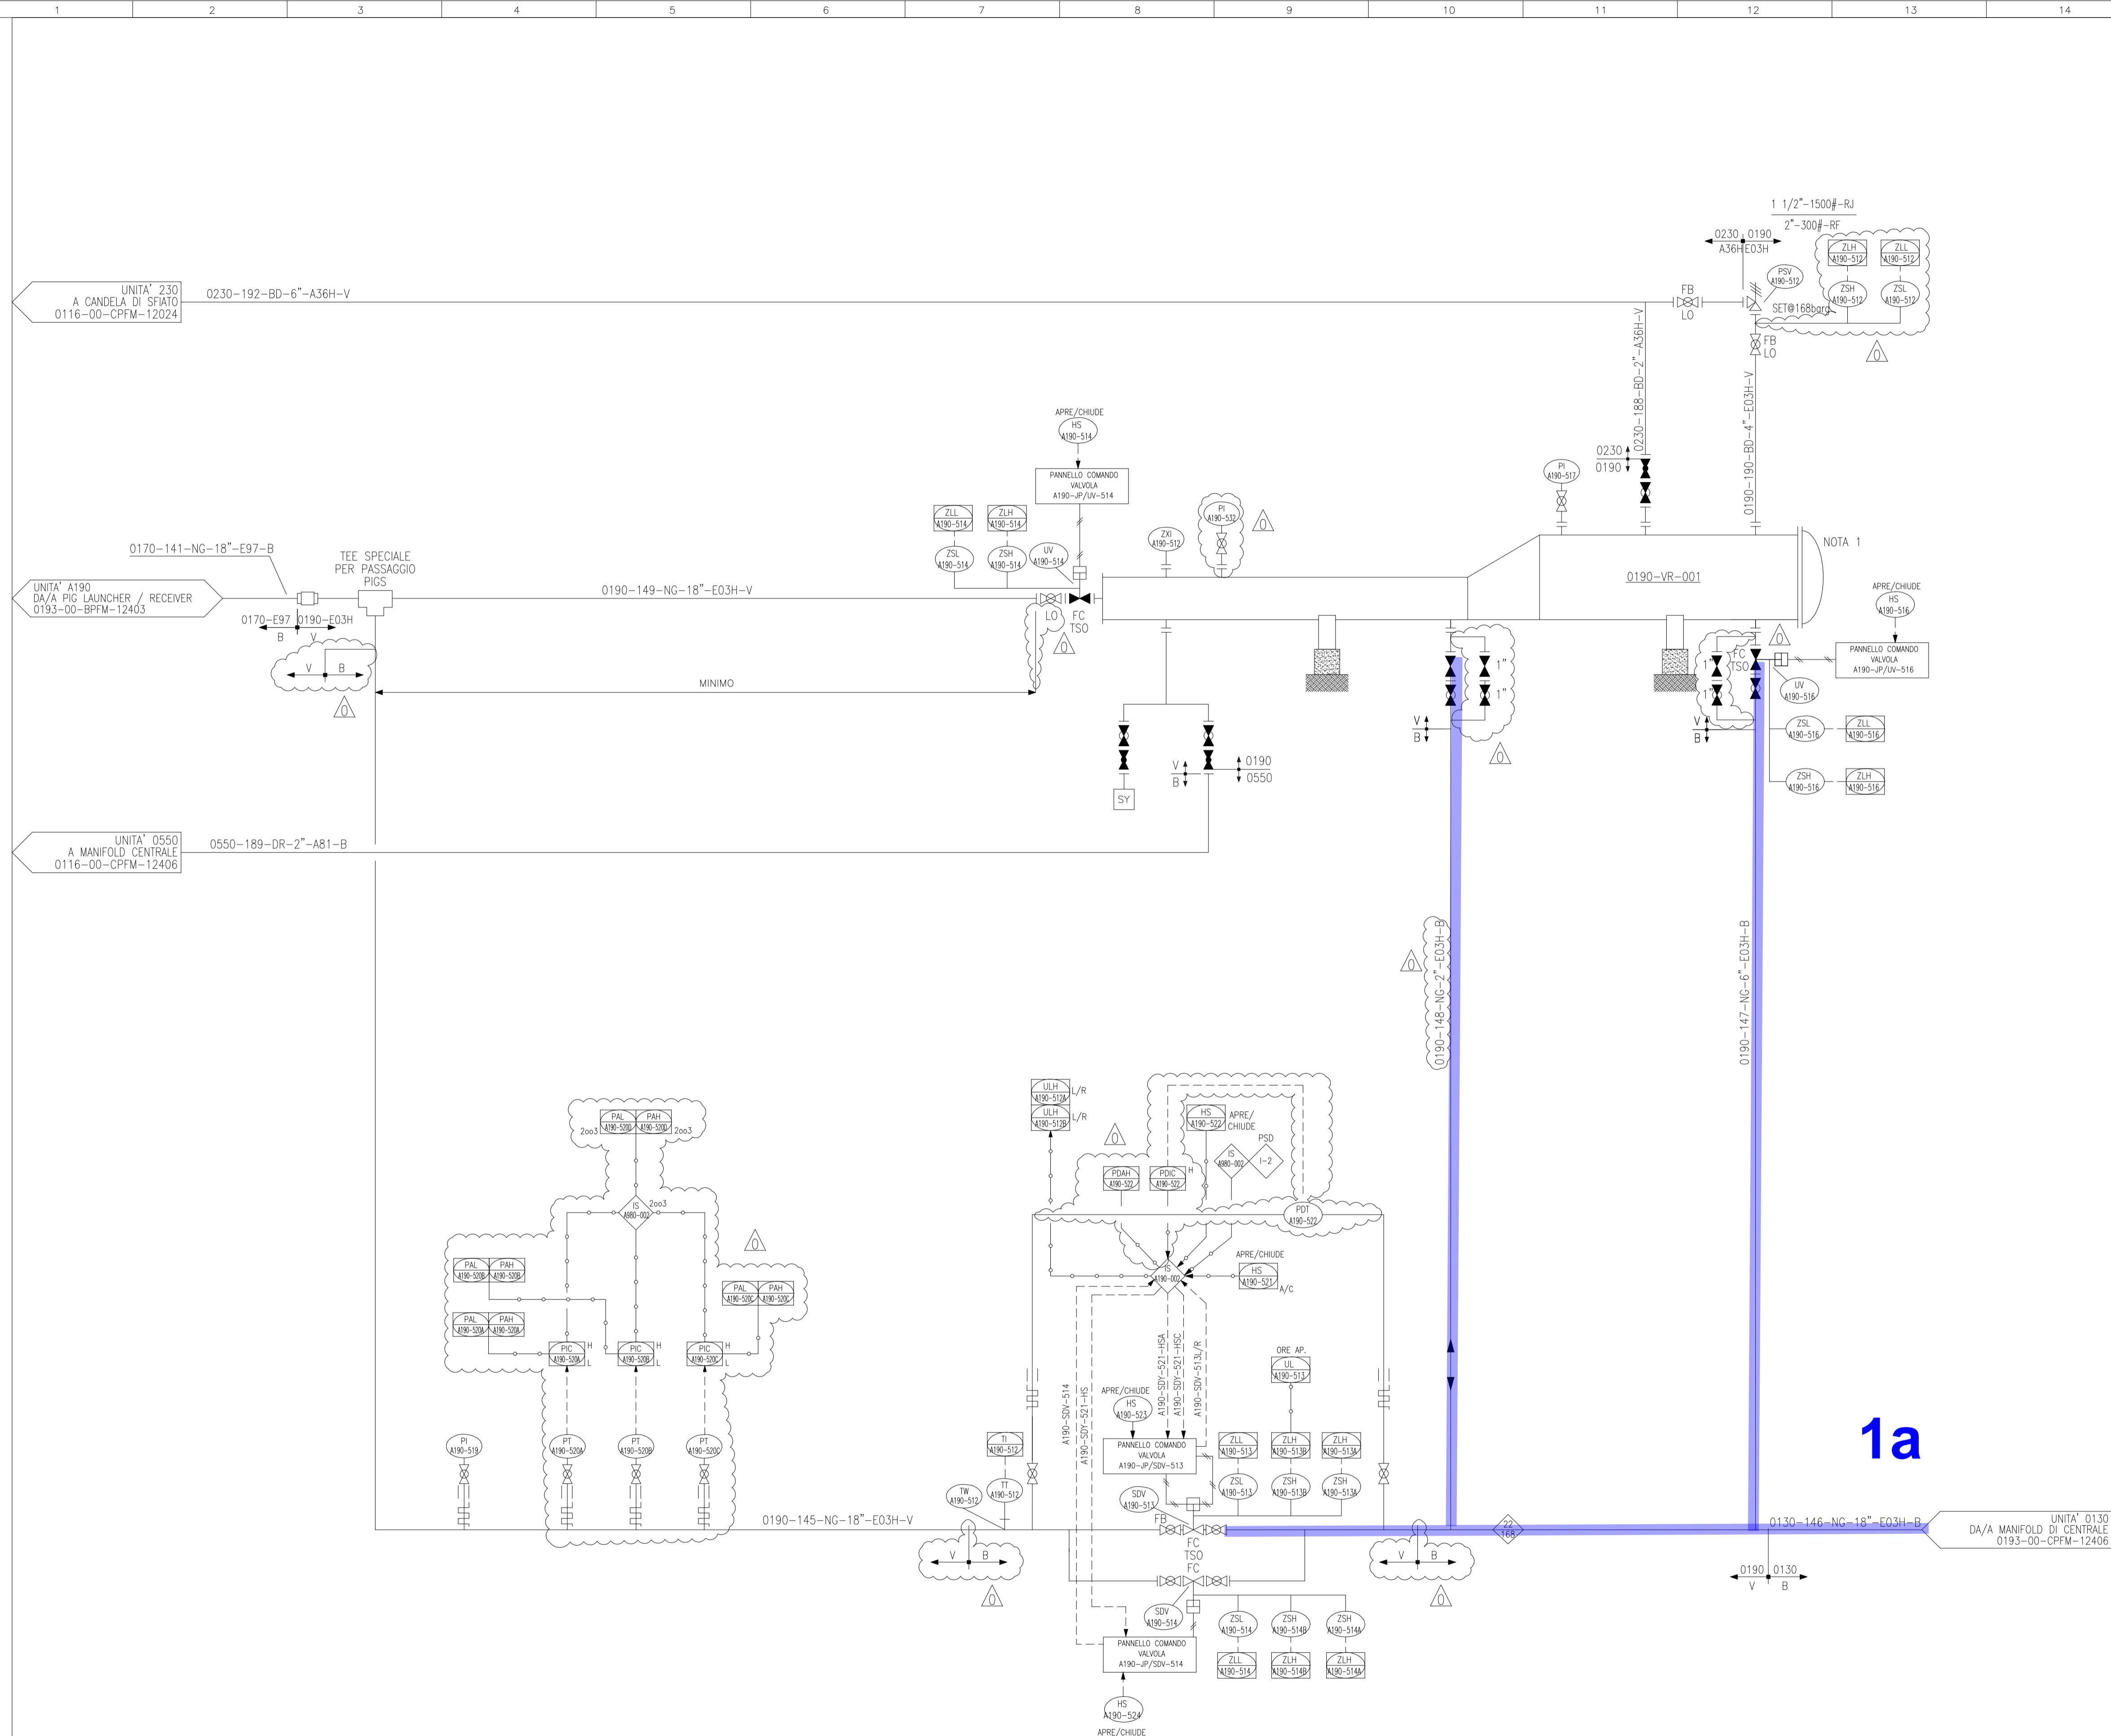 1 2 3 4 5 6 7 8 9 10 11 12 13 14
1 1/2"-1500#-RJ
2"-300#-RF
0230 0190
A36H E03H
PSV
A190-512
ZLH
A190-512
ZLL
A190-512
ZSH
A190-512
ZSL
A190-512
SET@168barg
FB
LO
FB
LO
0
UNITA' 230
A CANDELA DI SFIATO
0116-00-CPFM-12024
0230-192-BD-6"-A36H-V
0230-188-BD-2"-A36H-V
0190-190-BD-4"-E03H-V
0230
0190
APRE/CHIUDE
HS
A190-514
PANNELLO COMANDO
VALVOLA
A190-JP/UV-514
PI
A190-517
ZLL
A190-514
ZLH
A190-514
ZSL
A190-514
ZSH
A190-514
UV
A190-514
ZXI
A190-512
PI
A190-532
0
NOTA 1
0170-141-NG-18"-E97-B
TEE SPECIALE
PER PASSAGGIO
PIGS
UNITA' A190
DA/A PIG LAUNCHER / RECEIVER
0193-00-BPFM-12403
0190-149-NG-18"-E03H-V
0190-VR-001
LO
FC
TSO
0
0170-E97 0190-E03H
B V
V B
0
MINIMO
APRE/CHIUDE
HS
A190-516
PANNELLO COMANDO
VALVOLA
A190-JP/UV-516
FC
TSO
0
1"
1"
1"
1"
UV
A190-516
V
B
0
V
B
ZSL
A190-516
ZLL
A190-516
ZSH
A190-516
ZLH
A190-516
V
B
0190
0550
SY
UNITA' 0550
A MANIFOLD CENTRALE
0116-00-CPFM-12406
0550-189-DR-2"-A81-B
0190-148-NG-2"-E03H-B
0
0190-147-NG-6"-E03H-B
ULH
A190-512A
L/R
ULH
A190-512B
L/R
PAL
A190-520D
PAH
A190-520D
2oo3
2oo3
IS
A980-002
2oo3
0
HS
A190-522
APRE/
CHIUDE
PSD
IS
A980-002
I-2
PDAH
A190-522
PDIC
A190-522
H
PDT
A190-522
0
PAL
A190-520B
PAH
A190-520B
PAL
A190-520A
PAH
A190-520A
PAL
A190-520C
PAH
A190-520C
PIC
A190-520A
H
L
PIC
A190-520B
H
L
PIC
A190-520C
H
L
IS
A190-002
APRE/CHIUDE
HS
A190-521
A/C
A190-SDV-514
A190-SDY-521-HS
A190-SDY-521-HSA
A190-SDY-521-HSC
A190-SDV-513L/R
ORE AP.
UL
A190-513
APRE/CHIUDE
HS
A190-523
PANNELLO COMANDO
VALVOLA
A190-JP/SDV-513
ZLL
A190-513
ZLH
A190-513B
ZLH
A190-513A
ZSL
A190-513
ZSH
A190-513B
ZSH
A190-513A
PI
A190-519
PT
A190-520A
PT
A190-520B
PT
A190-520C
TI
A190-512
TT
A190-512
TW
A190-512
SDV
A190-513
FB
FC
TSO
FC
1a
0190-145-NG-18"-E03H-V
22
168
0130-146-NG-18"-E03H-B
UNITA' 0130
DA/A MANIFOLD DI CENTRALE
0193-00-CPFM-12406
V B
0
V B
0
0190 0130
V B
SDV
A190-514
PANNELLO COMANDO
VALVOLA
A190-JP/SDV-514
ZSL
A190-514
ZSH
A190-514B
ZSH
A190-514A
ZLL
A190-514
ZLH
A190-514B
ZLH
A190-514A
HS
A190-524
APRE/CHIUDE